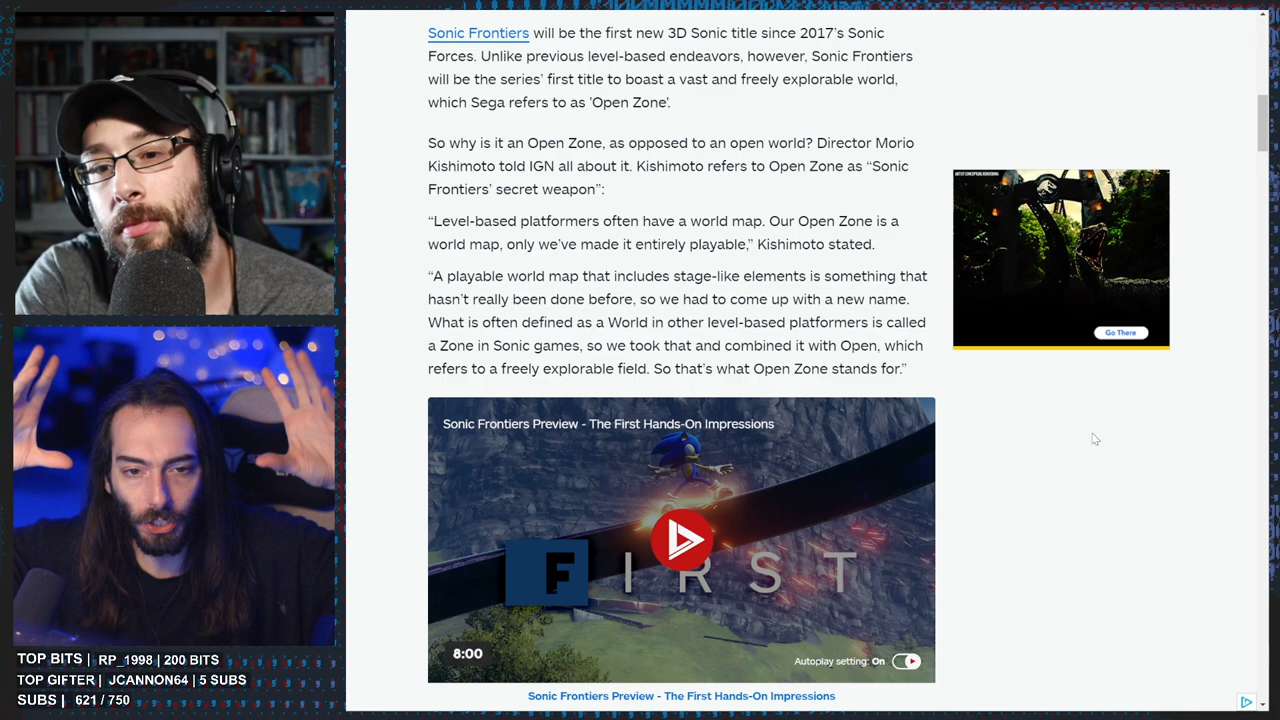 Sonic Frontiers will be the first new 3D Sonic title since 2017's Sonic
Forces. Unlike previous level-based endeavors, however, Sonic Frontiers
will be the series' first title to boast a vast and freely explorable world,
which Sega refers to as 'Open Zone'.
So why is it an Open Zone, as opposed to an open world? Director Morio
Kishimoto told IGN all about it. Kishimoto refers to Open Zone as “Sonic
Frontiers’ secret weapon”:
“Level-based platformers often have a world map. Our Open Zone is a
world map, only we’ve made it entirely playable,” Kishimoto stated.
“A playable world map that includes stage-like elements is something that
hasn’t really been done before, so we had to come up with a new name.
What is often defined as a World in other level-based platformers is called
a Zone in Sonic games, so we took that and combined it with Open, which
refers to a freely explorable field. So that’s what Open Zone stands for.”
ARTIST CONCEPTUAL RENDERING
Go There
Sonic Frontiers Preview - The First Hands-On Impressions
F I R S T
8:00
Autoplay setting: On
Sonic Frontiers Preview - The First Hands-On Impressions
TOP BITS | RP_1998 | 200 BITS
TOP GIFTER | JCANNON64 | 5 SUBS
SUBS | 621 / 750